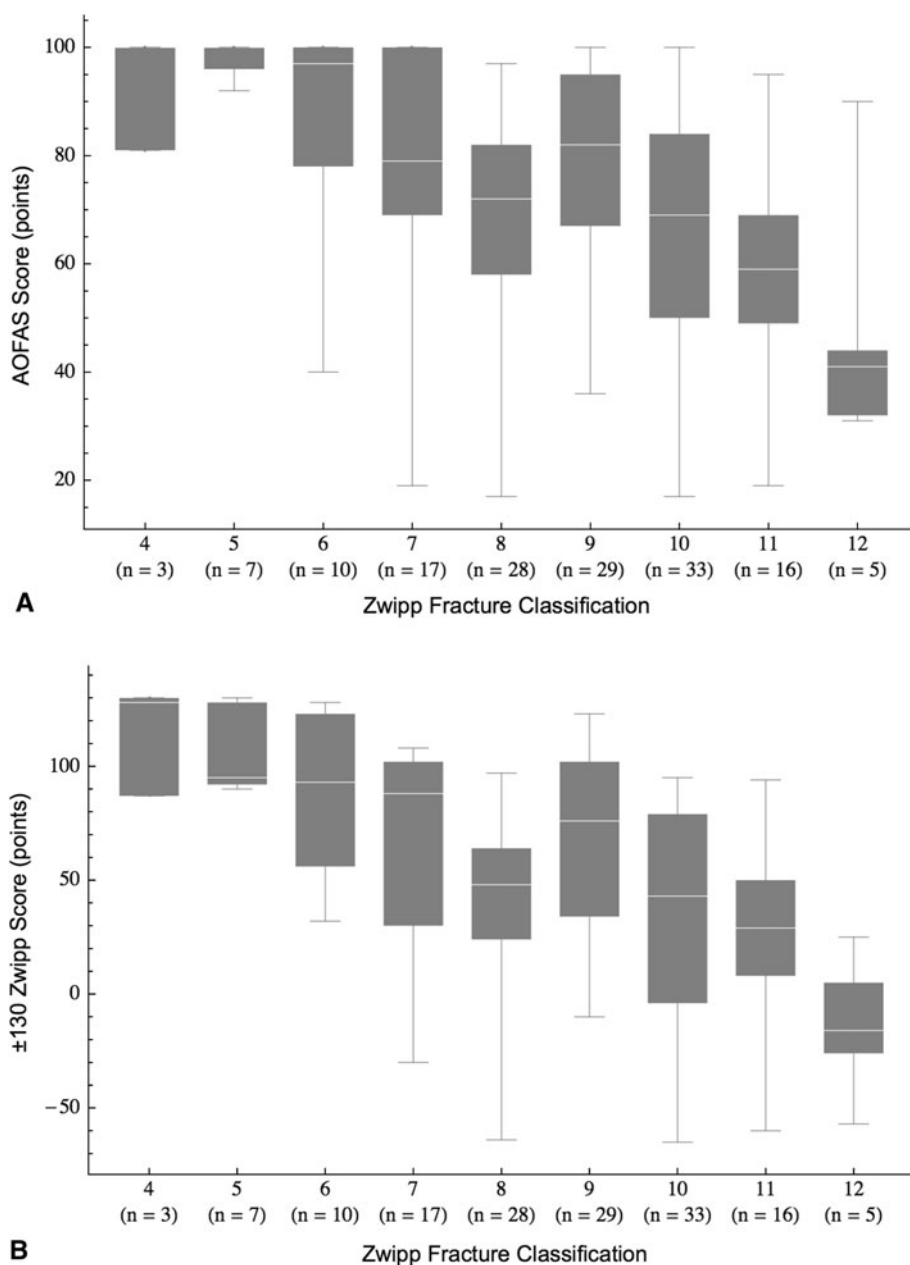 100
80
60
40
20
AOFAS Score (points)
4 5 6 7 8 9 10 11 12
(n = 3) (n = 7) (n = 10) (n = 17) (n = 28) (n = 29) (n = 33) (n = 16) (n = 5)
A
Zwipp Fracture Classification
100
50
0
−50
±130 Zwipp Score (points)
4 5 6 7 8 9 10 11 12
(n = 3) (n = 7) (n = 10) (n = 17) (n = 28) (n = 29) (n = 33) (n = 16) (n = 5)
B
Zwipp Fracture Classification